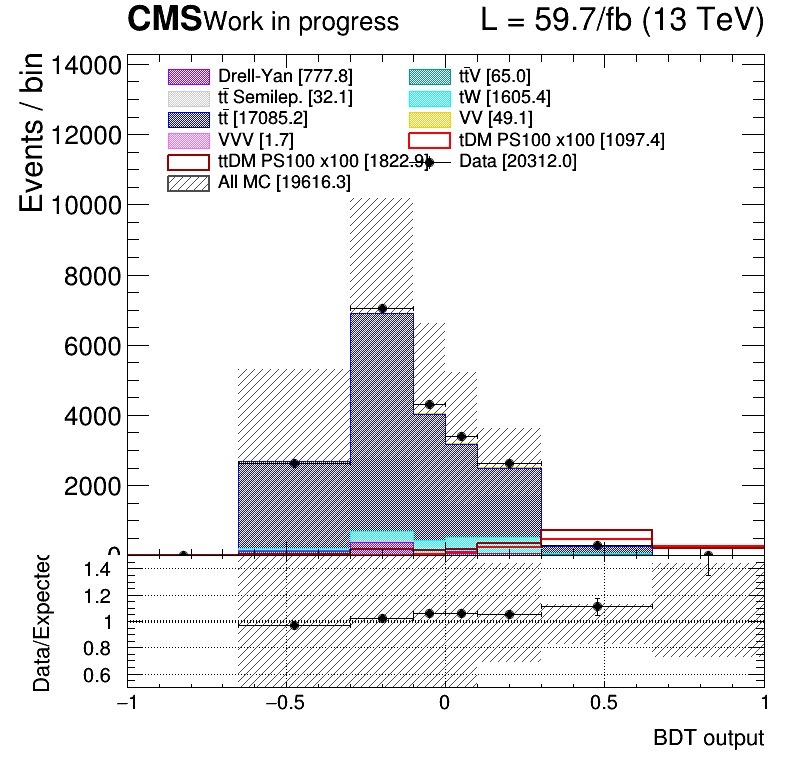 CMS Work in progress L = 59.7/fb (13 TeV)
Events / bin
14000
12000
10000
8000
6000
4000
2000
0
Drell-Yan [777.8] tt̄V [65.0]
tt̄ Semilep. [32.1] tW [1605.4]
tt̄ [17085.2] VV [49.1]
VVV [1.7] tDM PS100 x100 [1097.4]
ttDM PS100 x100 [1822.9] Data [20312.0]
All MC [19616.3]
Data/Expected
1.4
1.2
1
0.8
0.6
−1 −0.5 0 0.5 1
BDT output